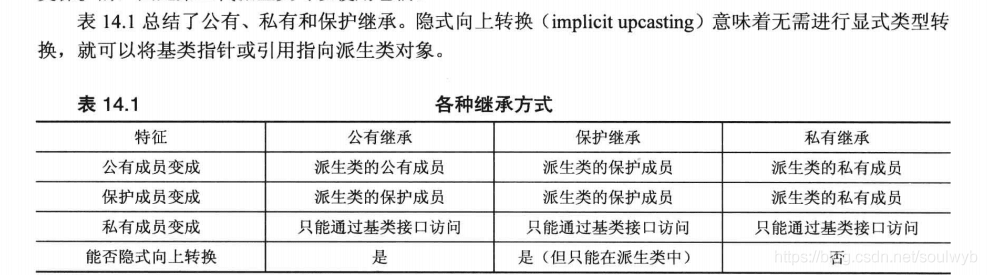 表 14.1 总结了公有、私有和保护继承。隐式向上转换（implicit upcasting）意味着无需进行显式类型转
换，就可以将基类指针或引用指向派生类对象。
表 14.1 各种继承方式
特征 公有继承 保护继承 私有继承
公有成员变成 派生类的公有成员 派生类的保护成员 派生类的私有成员
保护成员变成 派生类的保护成员 派生类的保护成员 派生类的私有成员
私有成员变成 只能通过基类接口访问 只能通过基类接口访问 只能通过基类接口访问
能否隐式向上转换 是 是（但只能在派生类中） 否
https://blog.csdn.net/soulwyb